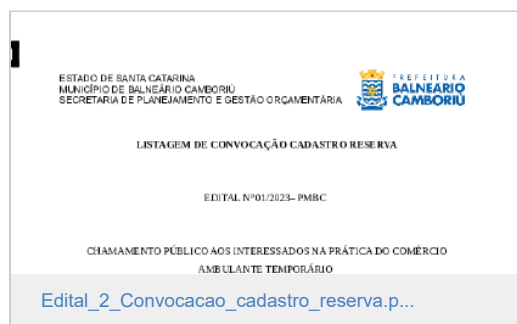 ESTADO DE SANTA CATARINA
MUNICÍPIO DE BALNEÁRIO CAMBORIÚ
SECRETARIA DE PLANEJAMENTO E GESTÃO ORÇAMENTÁRIA
PREFEITURA
BALNEÁRIO
CAMBORIÚ
LISTAGEM DE CONVOCAÇÃO CADASTRO RESERVA
EDITAL Nº01/2023– PMBC
CHAMAMENTO PÚBLICO AOS INTERESSADOS NA PRÁTICA DO COMÉRCIO
AMBULANTE TEMPORÁRIO
Edital_2_Convocacao_cadastro_reserva.p...